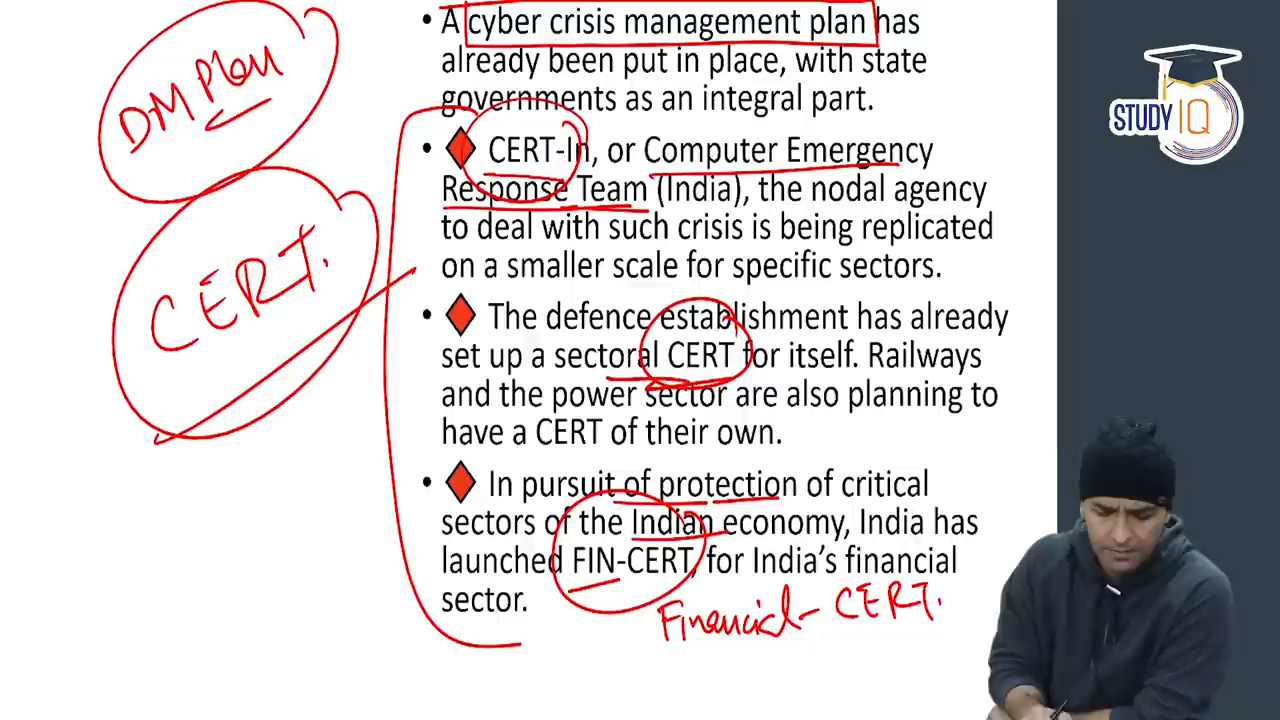 • A cyber crisis management plan has
already been put in place, with state
governments as an integral part.
• CERT-In, or Computer Emergency
Response Team (India), the nodal agency
to deal with such crisis is being replicated
on a smaller scale for specific sectors.
• The defence establishment has already
set up a sectoral CERT for itself. Railways
and the power sector are also planning to
have a CERT of their own.
• In pursuit of protection of critical
sectors of the Indian economy, India has
launched FIN-CERT, for India's financial
sector.
Financial- CERT.
DM Plan
CERT.
STUDY IQ